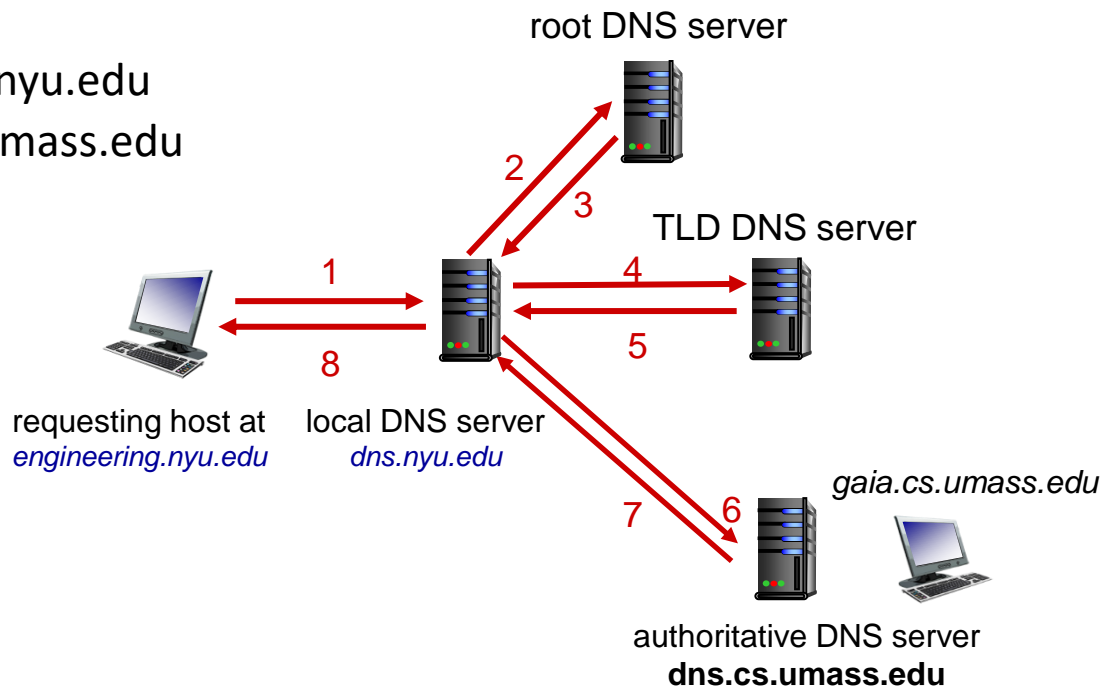 root DNS server
nyu.edu
umass.edu
2
3
TLD DNS server
1
4
5
8
requesting host at
engineering.nyu.edu
local DNS server
dns.nyu.edu
gaia.cs.umass.edu
7
6
authoritative DNS server
dns.cs.umass.edu